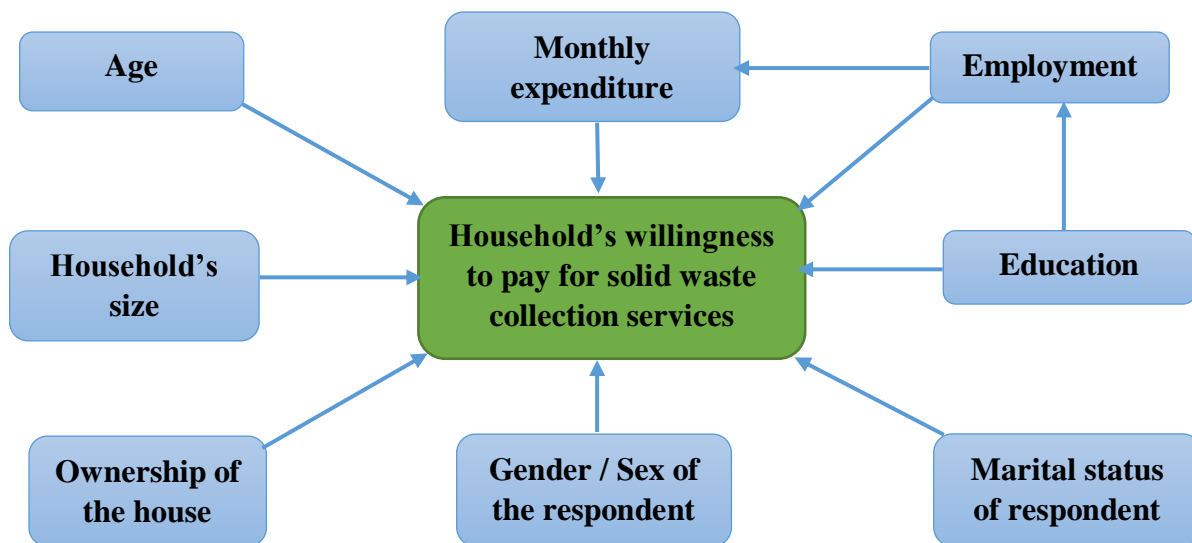 Age
Monthly
expenditure
Employment
Household’s
size
Household’s willingness
to pay for solid waste
collection services
Education
Ownership of
the house
Gender / Sex of
the respondent
Marital status
of respondent